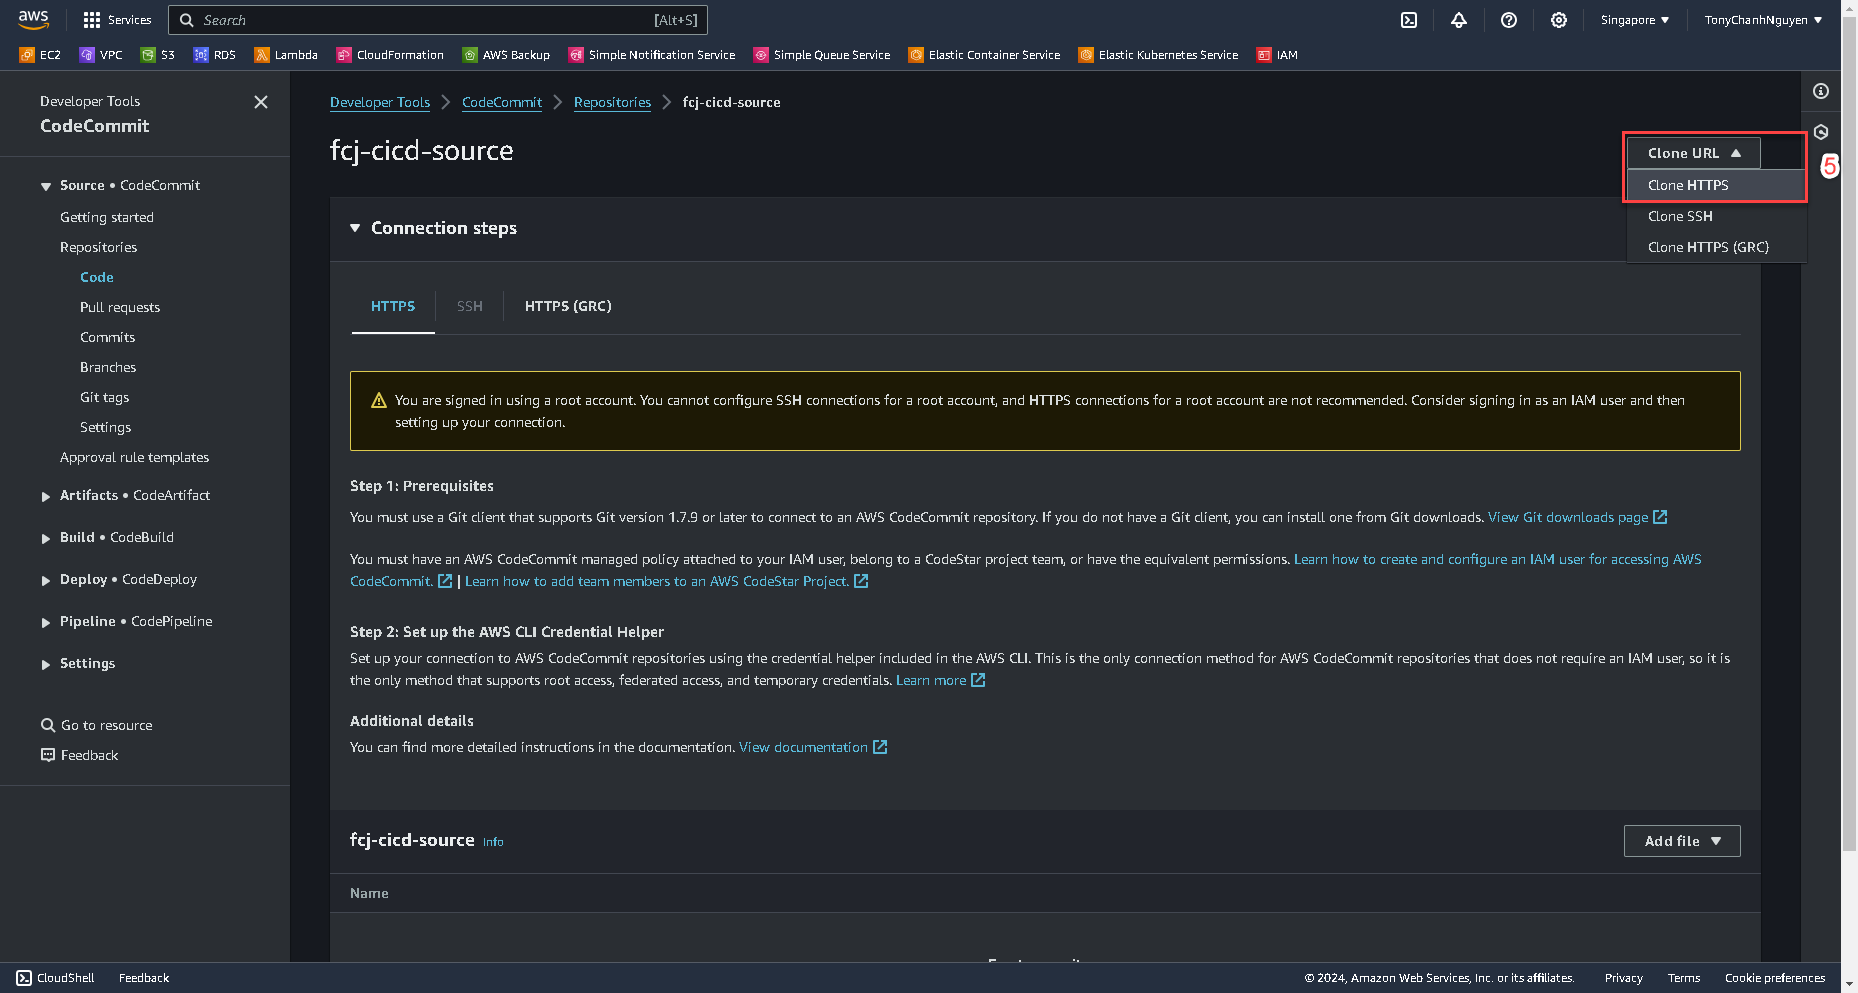 aws
Services
Search
[Alt+S]
Singapore
TonyChanhNguyen
EC2
VPC
S3
RDS
Lambda
CloudFormation
AWS Backup
Simple Notification Service
Simple Queue Service
Elastic Container Service
Elastic Kubernetes Service
IAM
Developer Tools
CodeCommit
Source • CodeCommit
Getting started
Repositories
Code
Pull requests
Commits
Branches
Git tags
Settings
Approval rule templates
Artifacts • CodeArtifact
Build • CodeBuild
Deploy • CodeDeploy
Pipeline • CodePipeline
Settings
Go to resource
Feedback
Developer Tools
CodeCommit
Repositories
fcj-cicd-source
fcj-cicd-source
Clone URL
5
Clone HTTPS
Clone SSH
Clone HTTPS (GRC)
Connection steps
HTTPS
SSH
HTTPS (GRC)
You are signed in using a root account. You cannot configure SSH connections for a root account, and HTTPS connections for a root account are not recommended. Consider signing in as an IAM user and then
setting up your connection.
Step 1: Prerequisites
You must use a Git client that supports Git version 1.7.9 or later to connect to an AWS CodeCommit repository. If you do not have a Git client, you can install one from Git downloads. View Git downloads page
You must have an AWS CodeCommit managed policy attached to your IAM user, belong to a CodeStar project team, or have the equivalent permissions. Learn how to create and configure an IAM user for accessing AWS
CodeCommit. | Learn how to add team members to an AWS CodeStar Project.
Step 2: Set up the AWS CLI Credential Helper
Set up your connection to AWS CodeCommit repositories using the credential helper included in the AWS CLI. This is the only connection method for AWS CodeCommit repositories that does not require an IAM user, so it is
the only method that supports root access, federated access, and temporary credentials. Learn more
Additional details
You can find more detailed instructions in the documentation. View documentation
fcj-cicd-source Info
Add file
Name
CloudShell
Feedback
© 2024, Amazon Web Services, Inc. or its affiliates.
Privacy
Terms
Cookie preferences